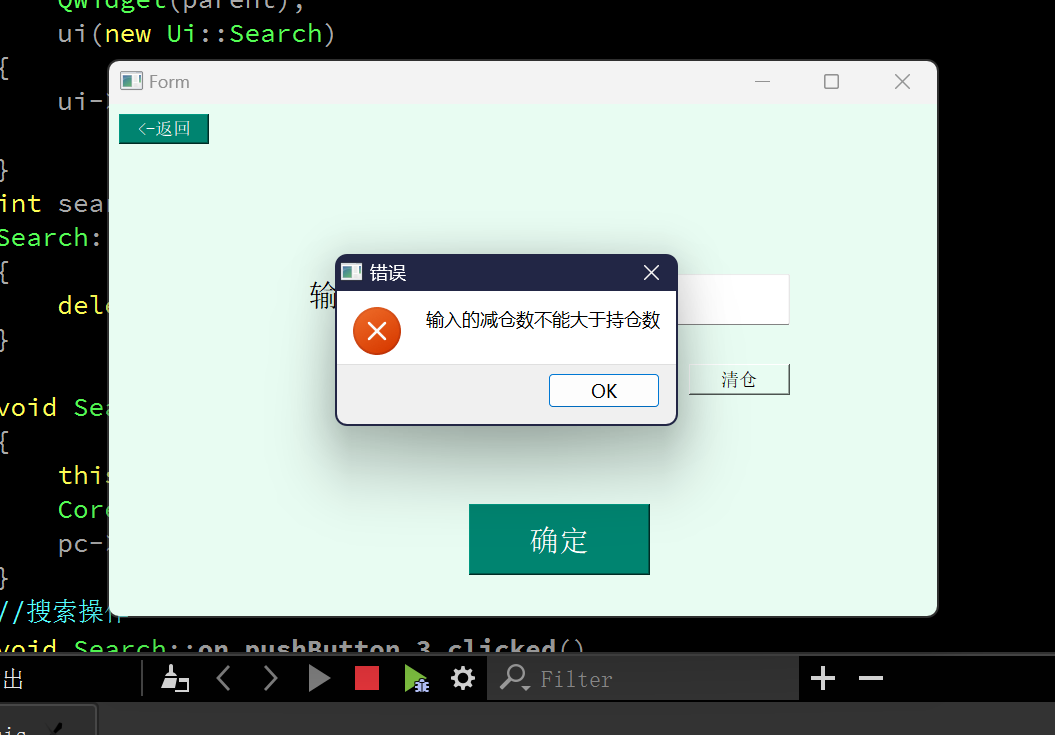 QWidget(parent),
ui(new Ui::Search)
{
ui-
Form
<-返回
}
int sear
Search:
{
dele
}
错误
输入的减仓数不能大于持仓数
OK
输
清仓
void Sea
{
this
Core
pc-
确定
}
//搜索操作
void Search::on_pushButton_3_clicked()
出
Filter